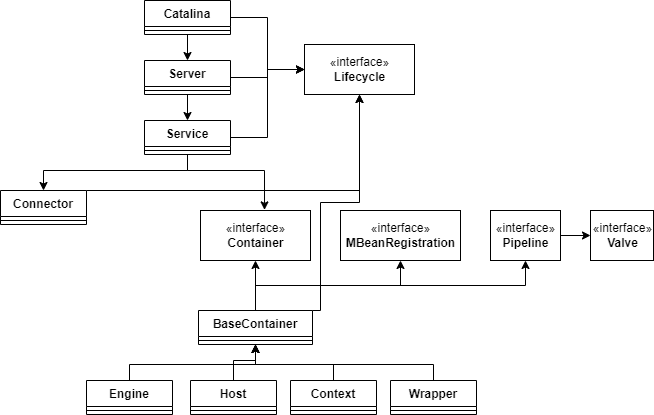 Catalina
«interface»
Lifecycle
Server
Service
Connector
«interface»
Container
«interface»
MBeanRegistration
«interface»
Pipeline
«interface»
Valve
BaseContainer
Engine
Host
Context
Wrapper